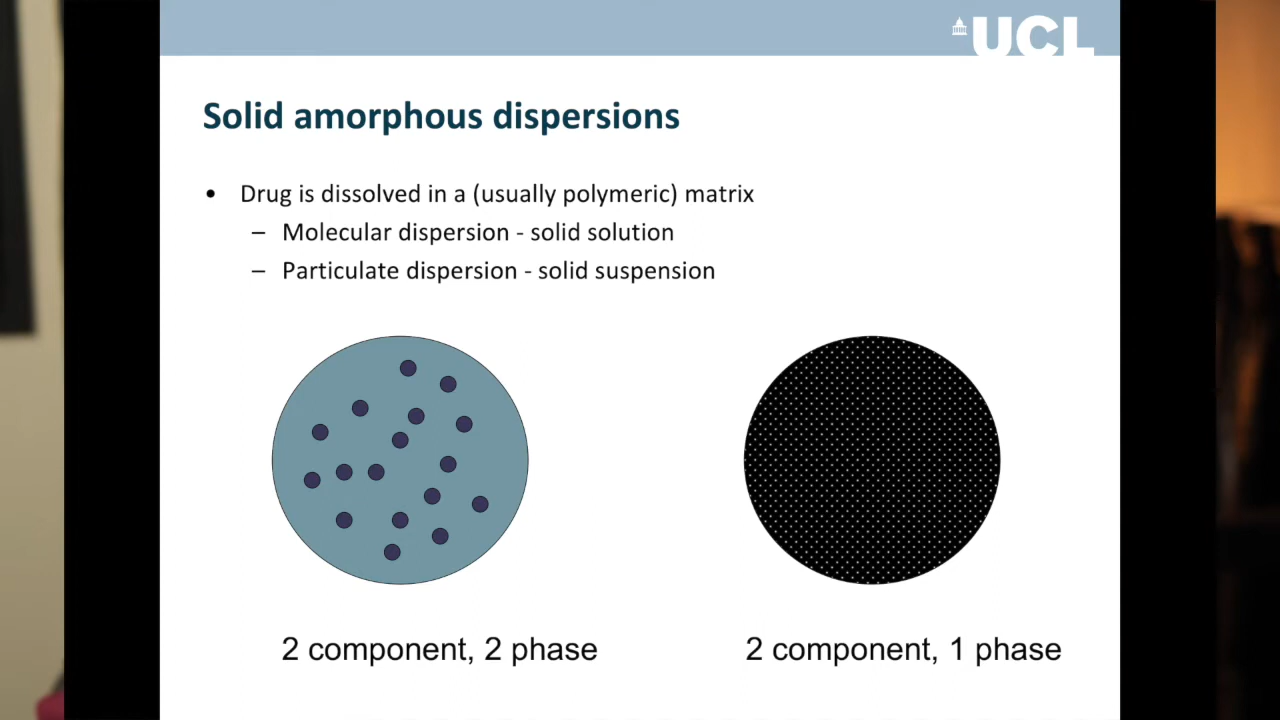 UCL
Solid amorphous dispersions
• Drug is dissolved in a (usually polymeric) matrix
– Molecular dispersion - solid solution
– Particulate dispersion - solid suspension
2 component, 2 phase
2 component, 1 phase